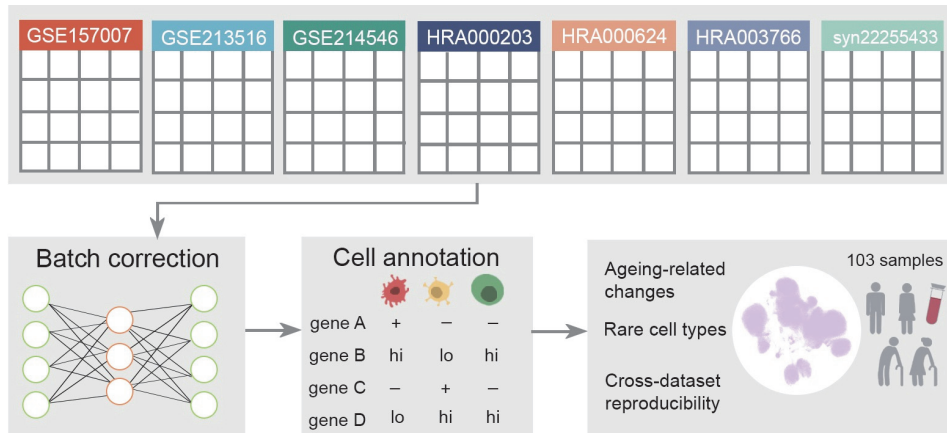 GSE157007 GSE213516 GSE214546 HRA000203 HRA000624 HRA003766 syn22255433
Batch correction
Cell annotation
gene A + – –
gene B hi lo hi
gene C – + –
gene D lo hi hi
Ageing-related
changes
Rare cell types
Cross-dataset
reproducibility
103 samples